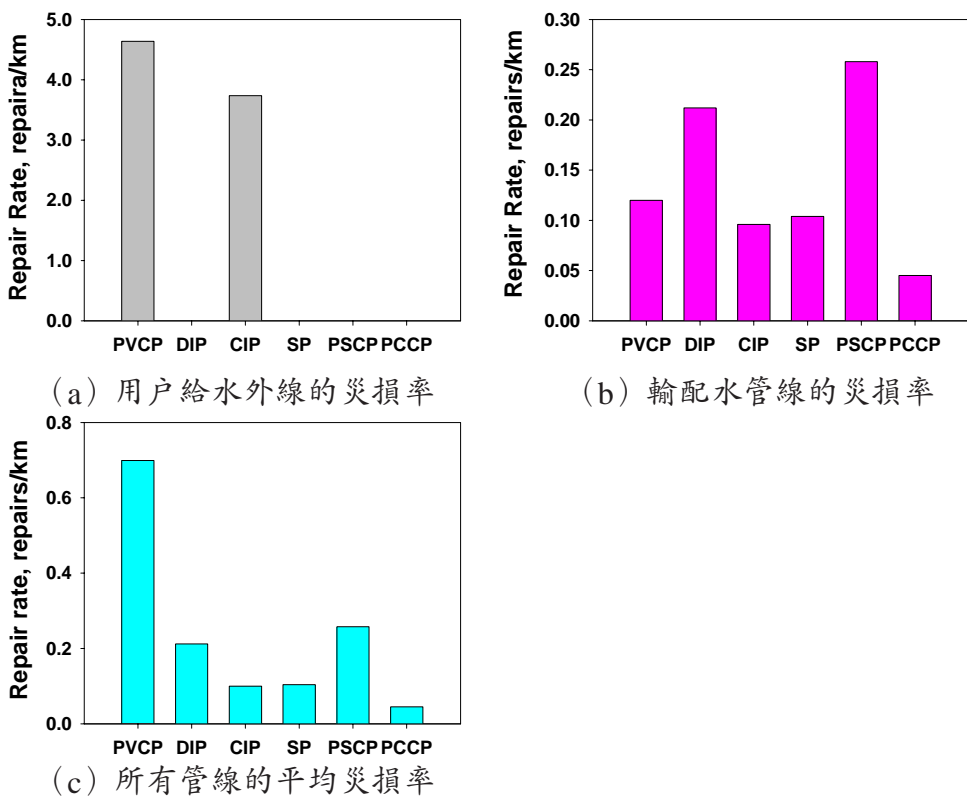 Repair Rate, repaira/km
5.0
4.0
3.0
2.0
1.0
0.0
PVCP DIP CIP SP PSCP PCCP
(a)用户給水外線的災損率
Repair Rate, repairs/km
0.30
0.25
0.20
0.15
0.10
0.05
0.00
PVCP DIP CIP SP PSCP PCCP
(b)輸配水管線的災損率
Repair rate, repairs/km
0.8
0.6
0.4
0.2
0.0
PVCP DIP CIP SP PSCP PCCP
(c)所有管線的平均災損率